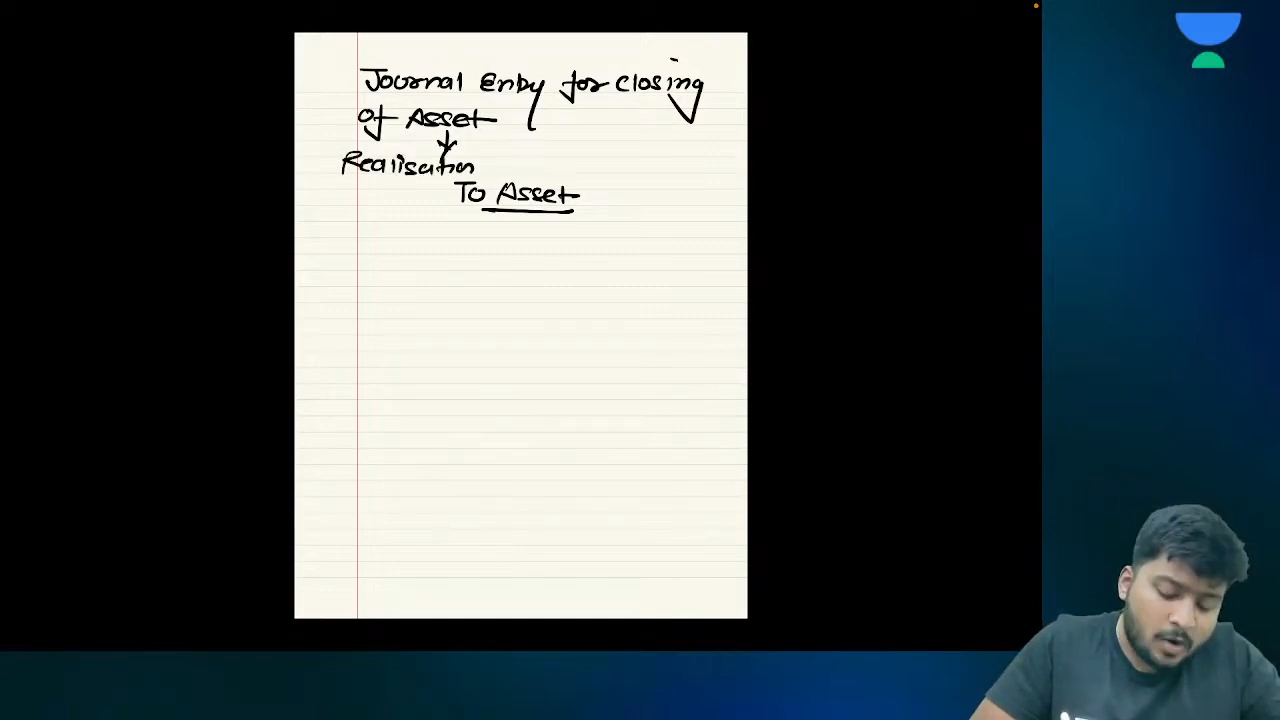 Journal Entry for closing
of Asset
Realisation
To Asset